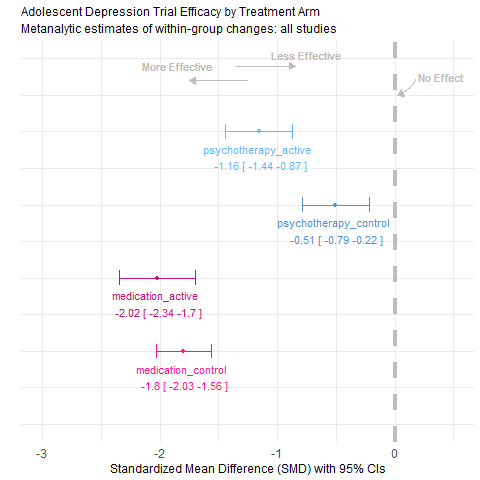 Adolescent Depression Trial Efficacy by Treatment Arm
Metanalytic estimates of within-group changes: all studies
Less Effective
More Effective
No Effect
psychotherapy_active
-1.16 [ -1.44 -0.87 ]
psychotherapy_control
-0.51 [ -0.79 -0.22 ]
medication_active
-2.02 [ -2.34 -1.7 ]
medication_control
-1.8 [ -2.03 -1.56 ]
-3 -2 -1 0
Standardized Mean Difference (SMD) with 95% CIs